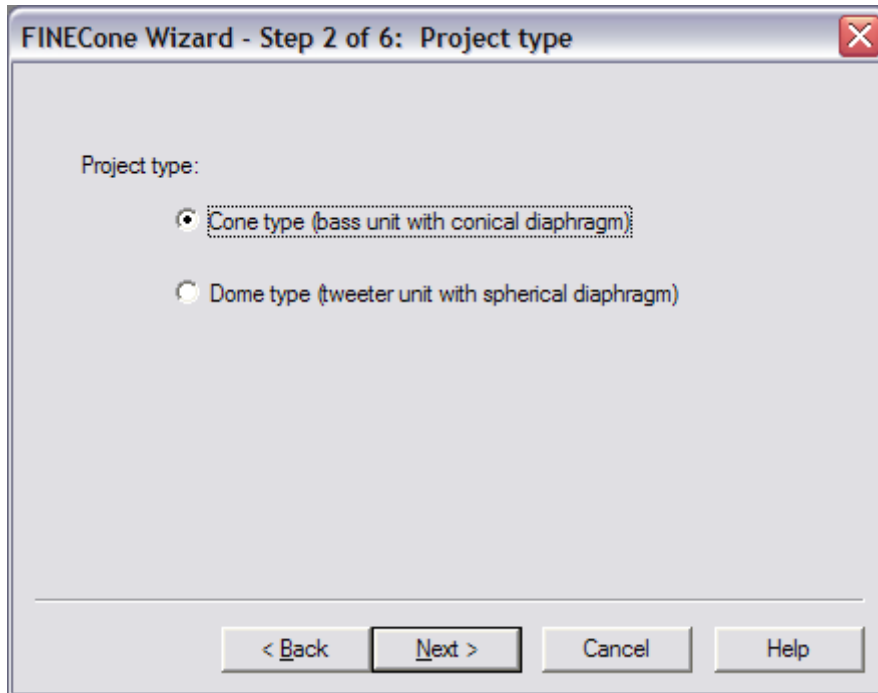 FINECone Wizard - Step 2 of 6: Project type
Project type:
Cone type (bass unit with conical diaphragm)
Dome type (tweeter unit with spherical diaphragm)
< Back Next > Cancel Help